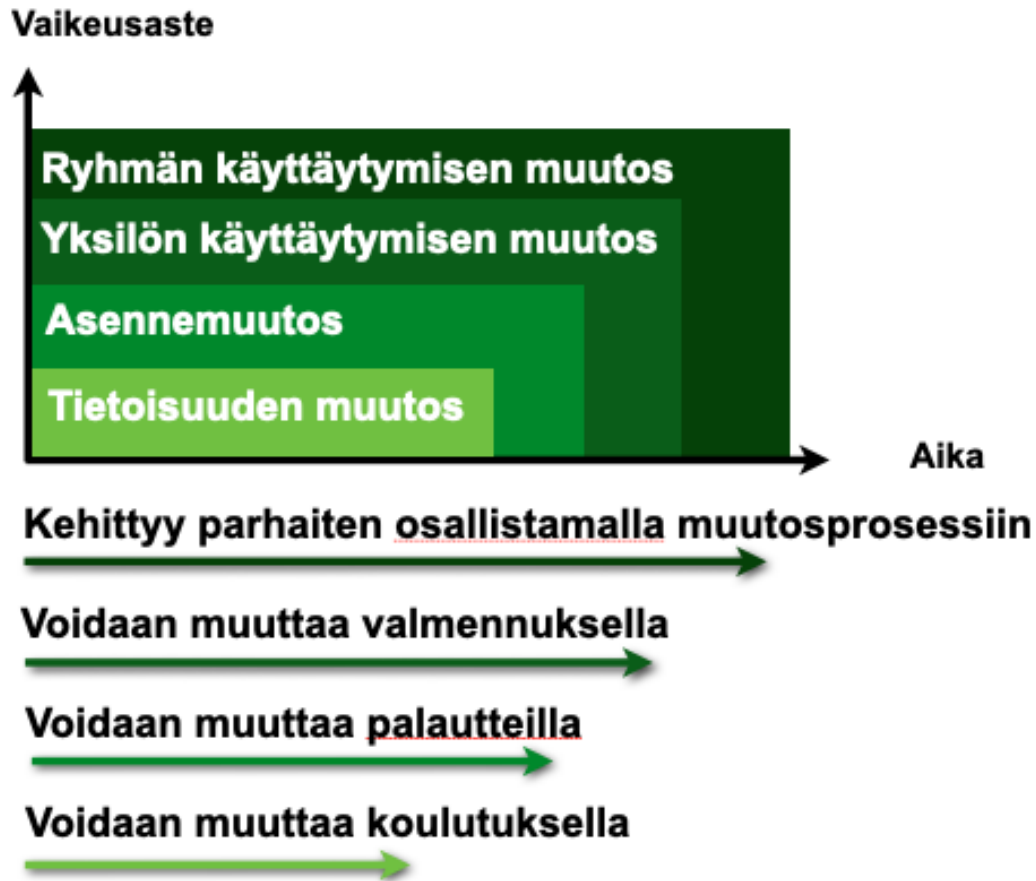 Vaikeusaste
Ryhmän käyttäytymisen muutos
Yksilön käyttäytymisen muutos
Asennemuutos
Tietoisuuden muutos
Aika
Kehittyy parhaiten osallistamalla muutosprosessiin
Voidaan muuttaa valmennuksella
Voidaan muuttaa palautteilla
Voidaan muuttaa koulutuksella